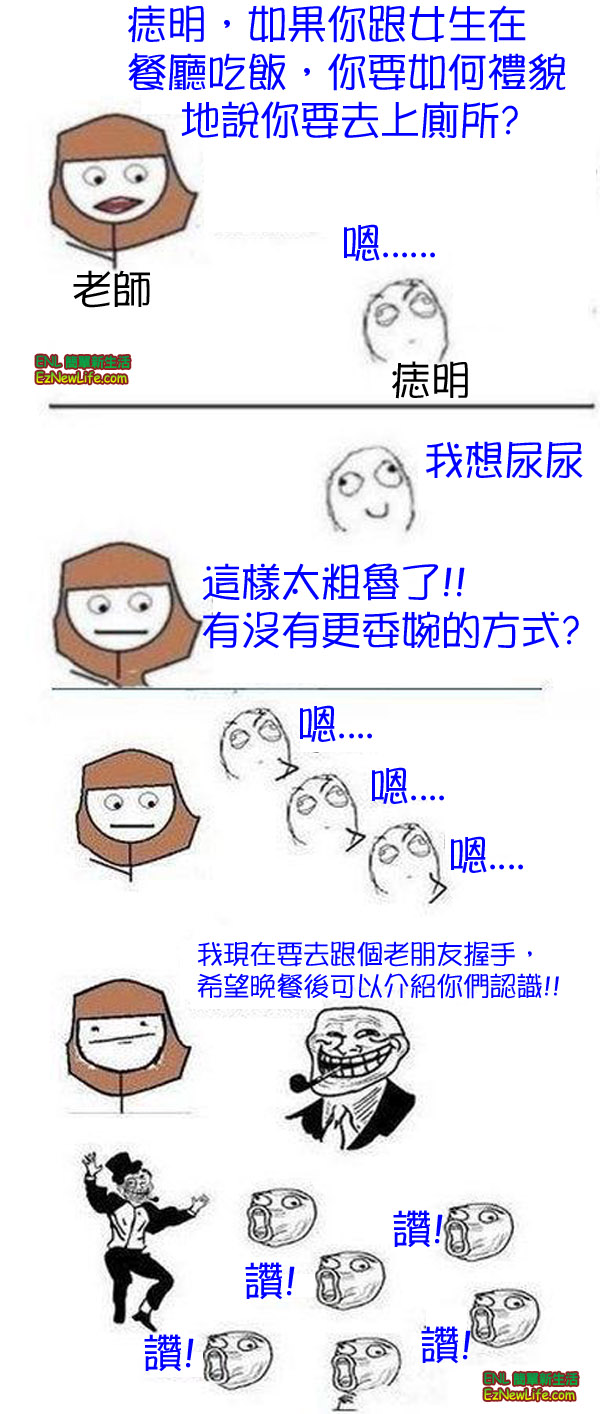 痣明，如果你跟女生在
餐廳吃飯，你要如何禮貌
地說你要去上廁所?
嗯......
老師
痣明
ENL 簡單新生活
EzNewLife.com
我想尿尿
這樣太粗魯了!!
有沒有更委婉的方式?
嗯....
嗯....
嗯....
我現在要去跟個老朋友握手，
希望晚餐後可以介紹你們認識!!
讚!
讚!
讚!
讚!
ENL 簡單新生活
EzNewLife.com